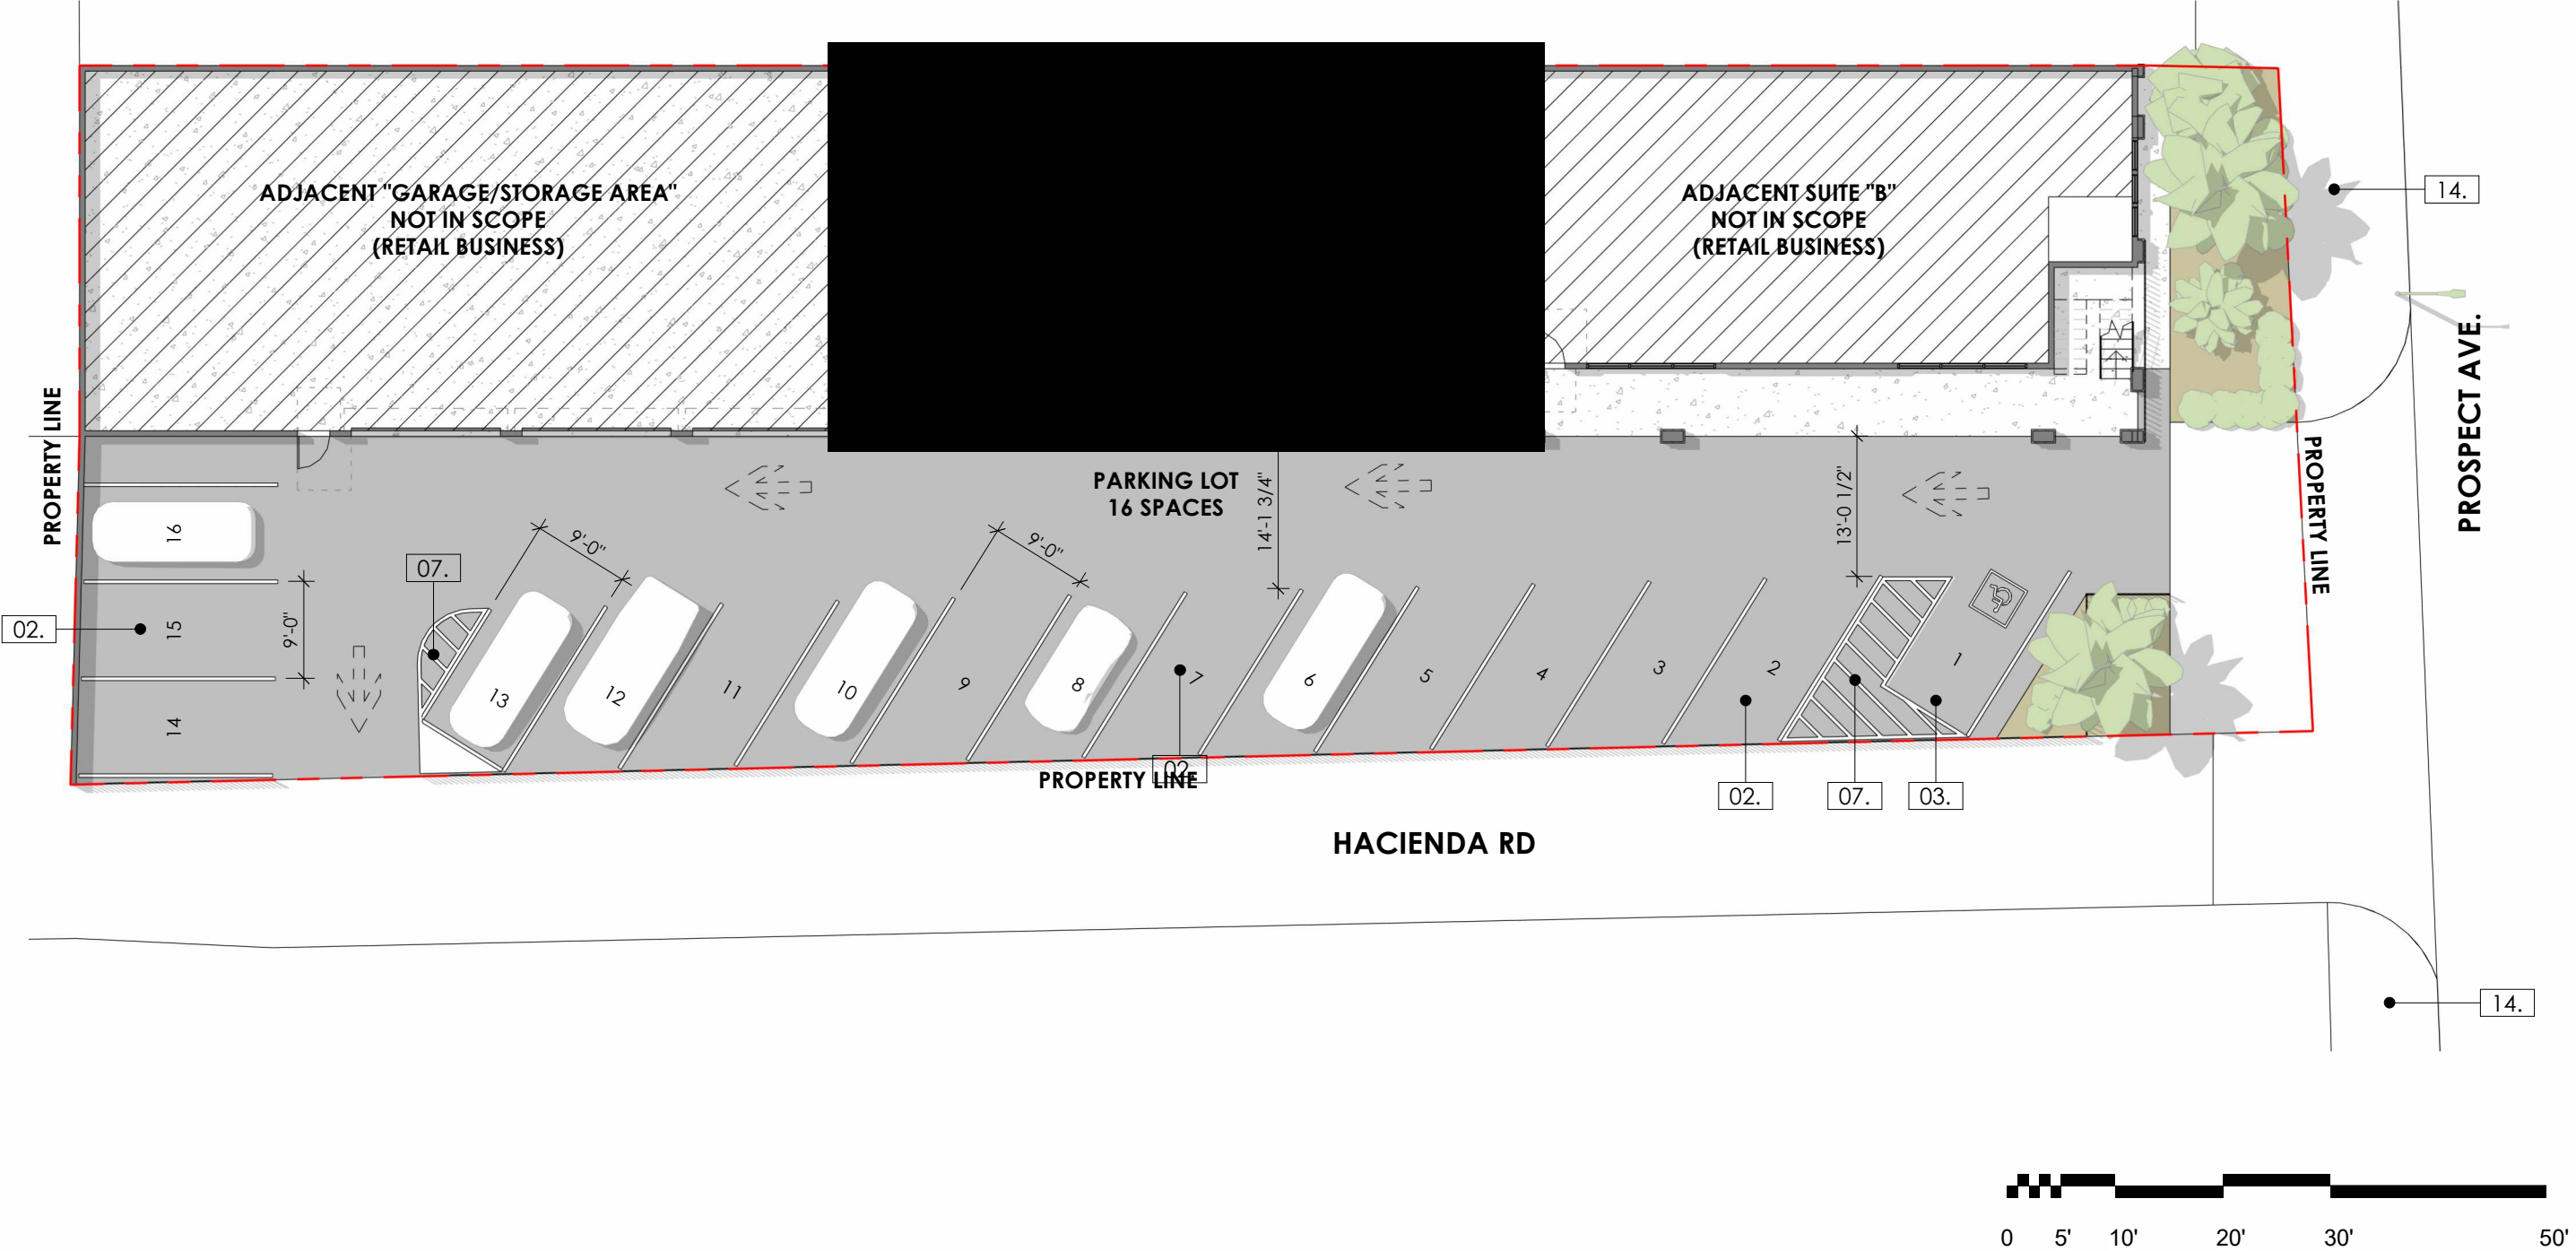 ADJACENT "GARAGE/STORAGE AREA"
NOT IN SCOPE
(RETAIL BUSINESS)
ADJACENT SUITE "B"
NOT IN SCOPE
(RETAIL BUSINESS)
14.
PROSPECT AVE.
PROPERTY LINE
PROPERTY LINE
PARKING LOT
16 SPACES
14'-1 3/4"
13'-0 1/2"
16
9'-0"
9'-0"
07.
02.
15
9'-0"
14
13
12
11
10
9
8
7
6
5
4
3
2
1
02.
PROPERTY LINE
02.
07.
03.
HACIENDA RD
14.
0 5' 10' 20' 30' 50'